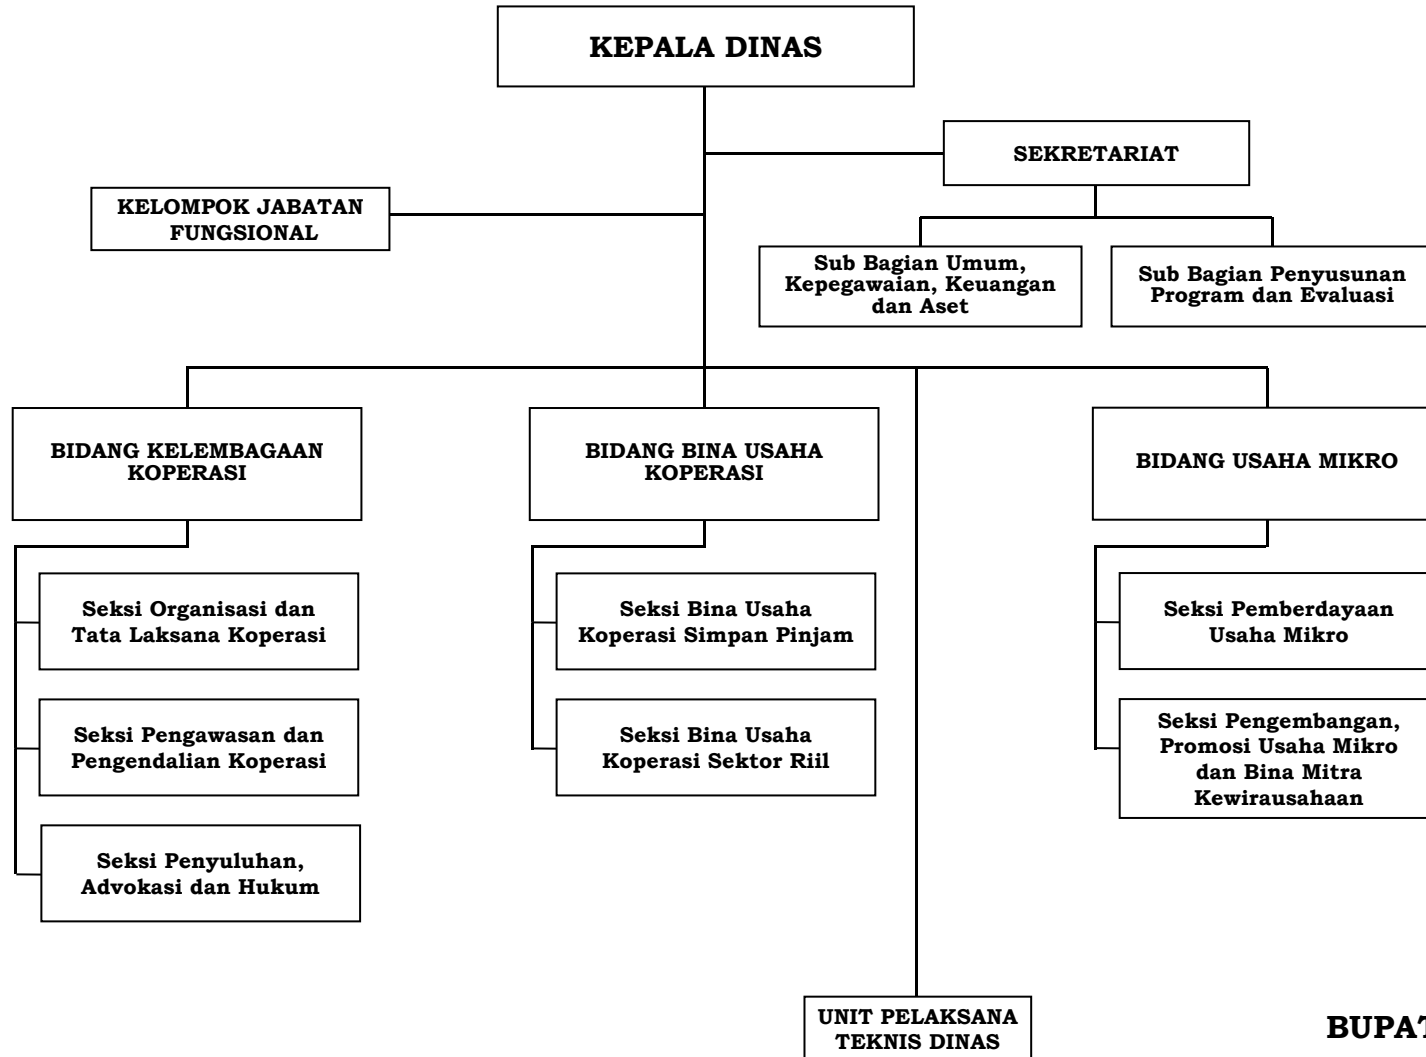 KEPALA DINAS
SEKRETARIAT
KELOMPOK JABATAN
FUNGSIONAL
Sub Bagian Umum,
Kepegawaian, Keuangan
dan Aset
Sub Bagian Penyusunan
Program dan Evaluasi
BIDANG KELEMBAGAAN
KOPERASI
BIDANG BINA USAHA
KOPERASI
BIDANG USAHA MIKRO
Seksi Organisasi dan
Tata Laksana Koperasi
Seksi Bina Usaha
Koperasi Simpan Pinjam
Seksi Pemberdayaan
Usaha Mikro
Seksi Pengawasan dan
Pengendalian Koperasi
Seksi Bina Usaha
Koperasi Sektor Riil
Seksi Pengembangan,
Promosi Usaha Mikro
dan Bina Mitra
Kewirausahaan
Seksi Penyuluhan,
Advokasi dan Hukum
UNIT PELAKSANA
TEKNIS DINAS